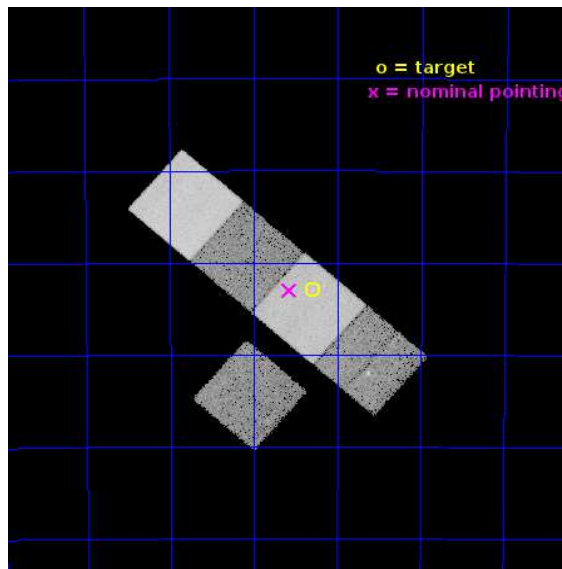 o = target
x = nominal pointing